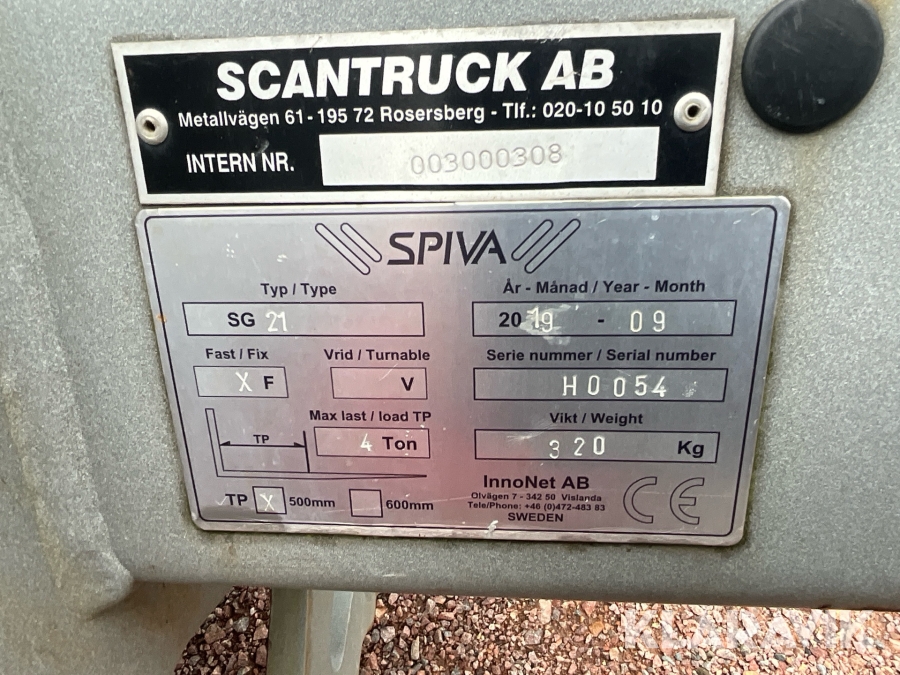 SCANTRUCK AB
Metallvägen 61 - 195 72 Rosersberg - Tlf.: 020-10 50 10
INTERN NR. 003000308
SPIVA
Typ / Type
SG 21
År - Månad / Year - Month
2019 - 09
Fast / Fix
X F
Vrid / Turnable
V
Serie nummer / Serial number
H0054
Max last / load TP
4 Ton
TP
Vikt / Weight
320 Kg
TP X 500mm 600mm
InnoNet AB
Olvägen 7 - 342 50 Vislanda
Tele/Phone: +46 (0)472-483 83
SWEDEN
CE
KLARAVIK